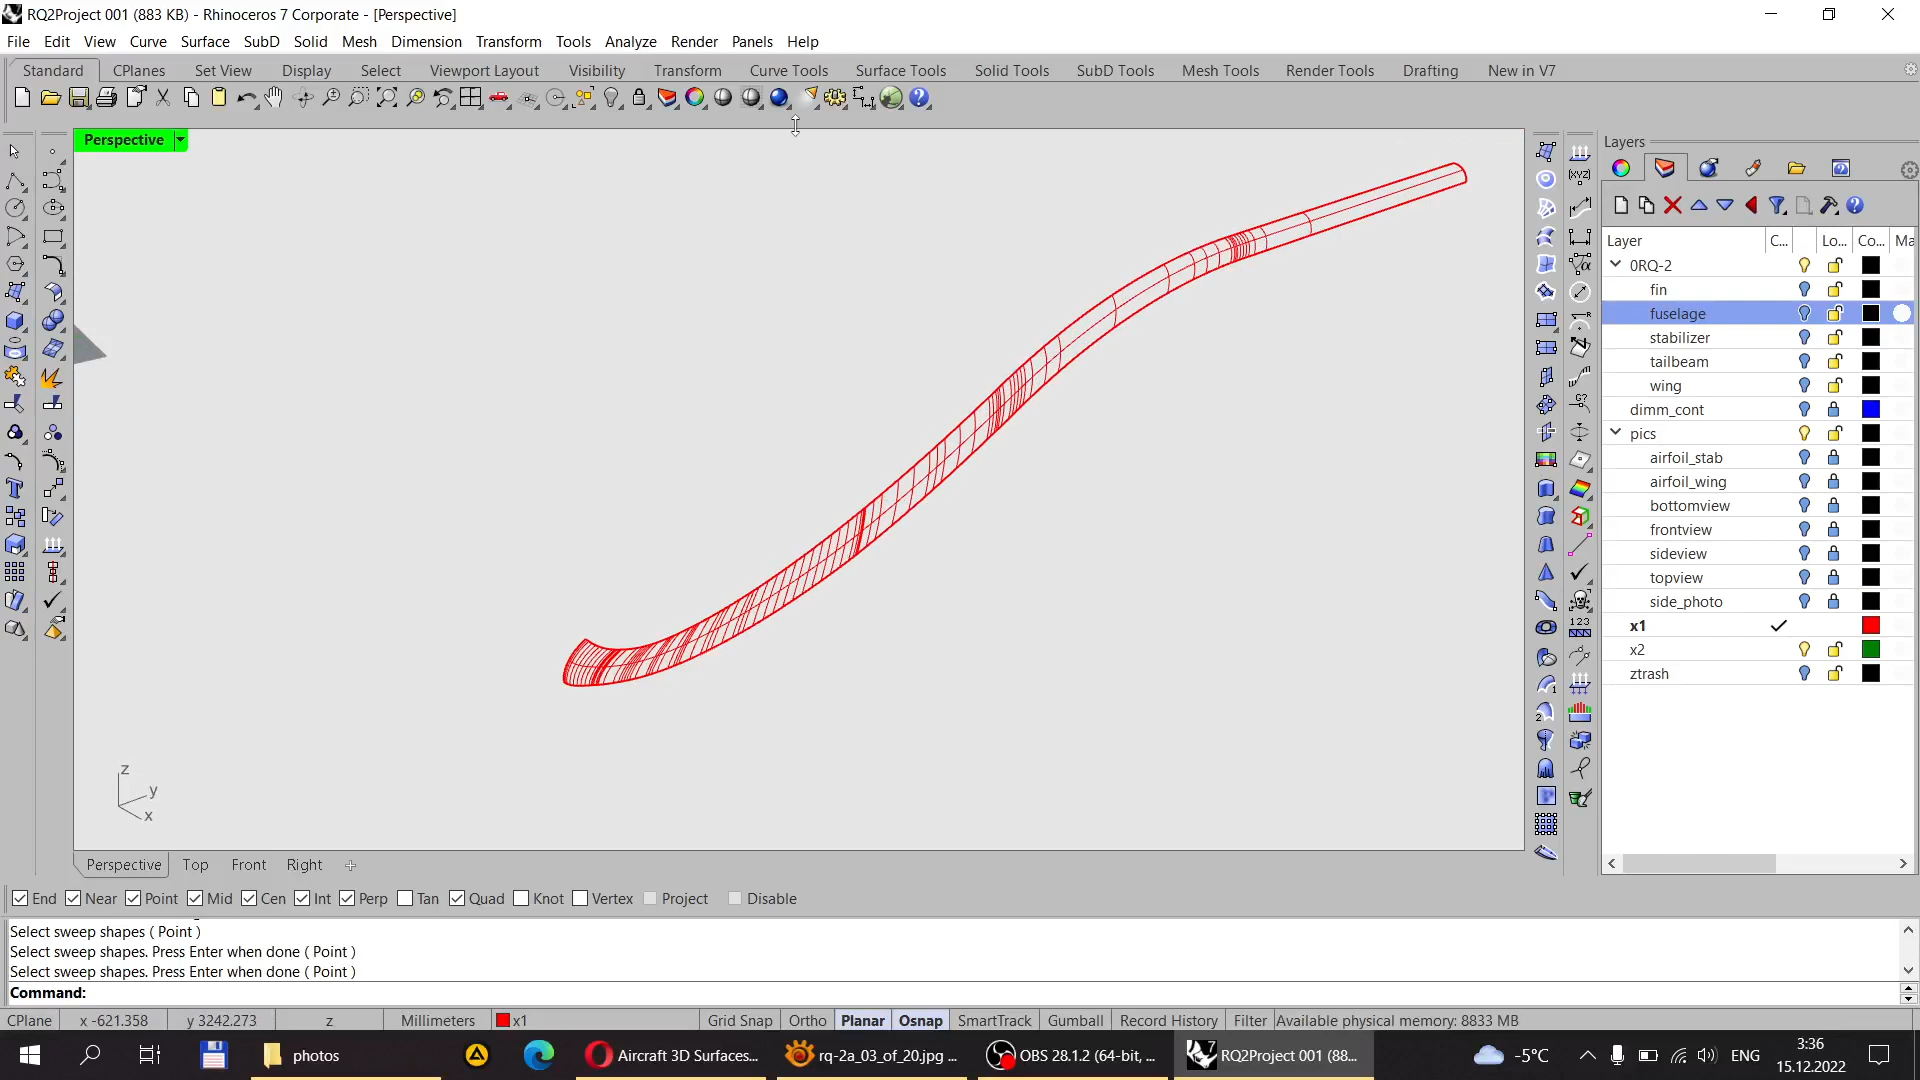 RQ2Project 001 (883 KB) - Rhinoceros 7 Corporate - [Perspective]
File Edit View Curve Surface SubD Solid Mesh Dimension Transform Tools Analyze Render Panels Help
Standard CPlanes Set View Display Select Viewport Layout Visibility Transform Curve Tools Surface Tools Solid Tools SubD Tools Mesh Tools Render Tools Drafting New in V7
Perspective
Layers
Layer C... Lo... Co... Ma
0RQ-2
fin
fuselage
stabilizer
tailbeam
wing
dimm_cont
pics
airfoil_stab
airfoil_wing
bottomview
frontview
sideview
topview
side_photo
x1
x2
ztrash
z
y
x
Perspective Top Front Right
End Near Point Mid Cen Int Perp Tan Quad Knot Vertex Project Disable
Select sweep shapes ( Point )
Select sweep shapes. Press Enter when done ( Point )
Select sweep shapes. Press Enter when done ( Point )
Command:
CPlane x -621.358 y 3242.273 z Millimeters x1 Grid Snap Ortho Planar Osnap SmartTrack Gumball Record History Filter Available physical memory: 8833 MB
photos Aircraft 3D Surfaces... rq-2a_03_of_20.jpg ... OBS 28.1.2 (64-bit, ... RQ2Project 001 (88... -5°C ENG
3:36
15.12.2022